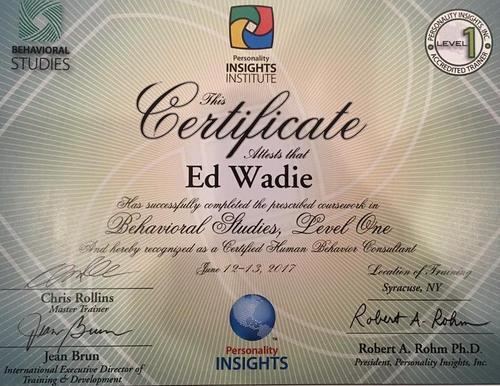 BEHAVIORAL
STUDIES
Personality
INSIGHTS
INSTITUTE
PERSONALITY INSIGHTS, INC.
LEVEL 1
ACCREDITED TRAINER
This
Certificate
Attests that
Ed Wadie
Has successfully completed the prescribed coursework in
Behavioral Studies, Level One
And hereby recognized as a Certified Human Behavior Consultant
June 12-13, 2017
Location of Training
Syracuse, NY
Chris Rollins
Master Trainer
Jean Brun
Jean Brun
International Executive Director of
Training & Development
Personality
INSIGHTS
Robert A. Rohm
Robert A. Rohm Ph.D.
President, Personality Insights, Inc.